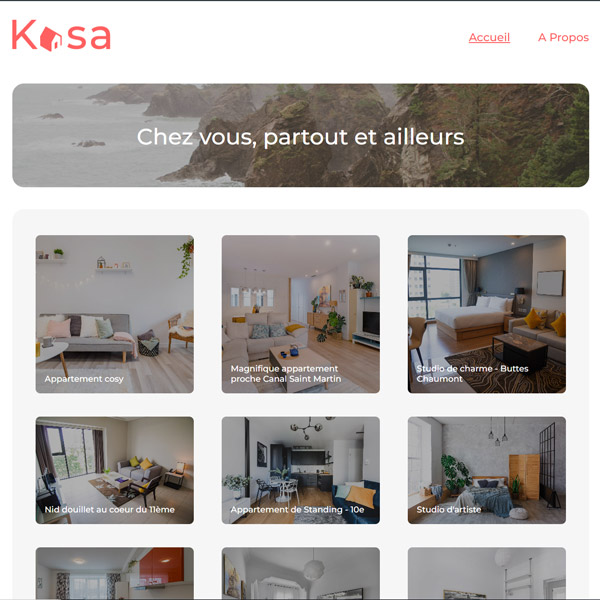 Kasa
Accueil
A Propos
Chez vous, partout et ailleurs
Appartement cosy
Magnifique appartement
proche Canal Saint Martin
Studio de charme - Buttes
Chaumont
Nid douillet au coeur du 11ème
Appartement de Standing - 10e
Studio d'artiste